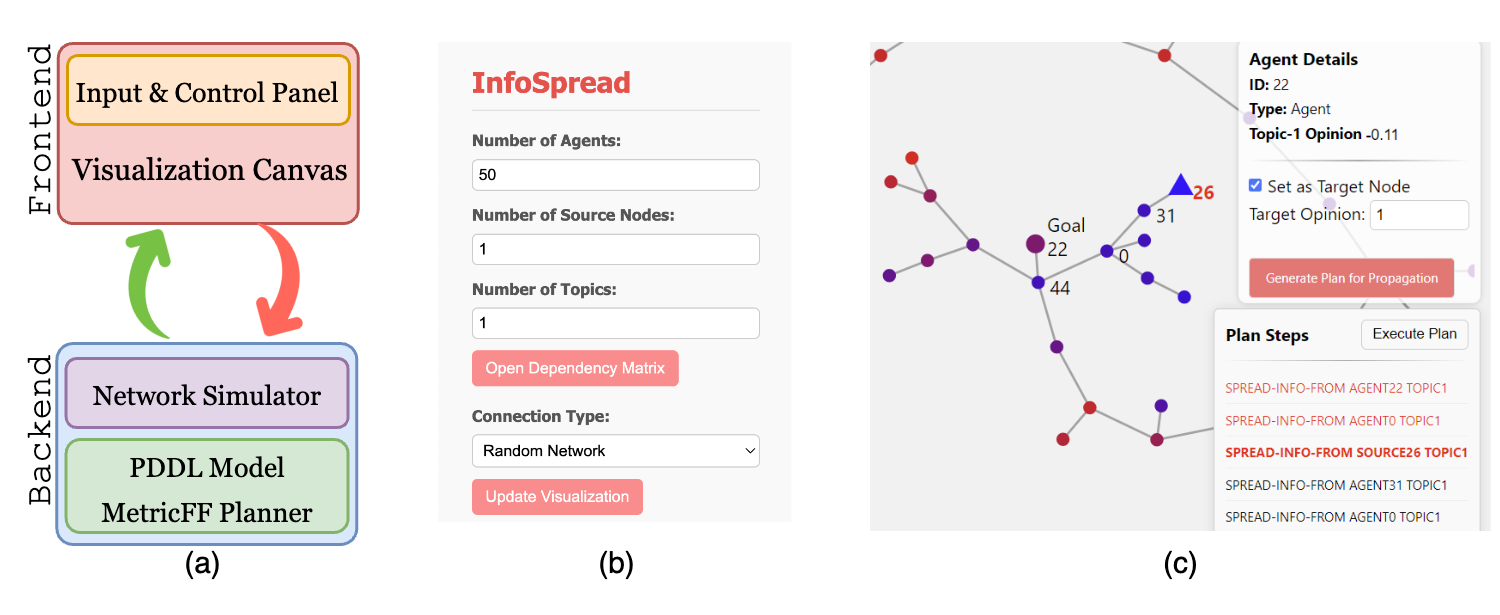 Frontend
Input & Control Panel
Visualization Canvas
Backend
Network Simulator
PDDL Model
MetricFF Planner
(a)
InfoSpread
Number of Agents:
50
Number of Source Nodes:
1
Number of Topics:
1
Open Dependency Matrix
Connection Type:
Random Network
Update Visualization
(b)
26
31
Goal
22
0
44
Agent Details
ID: 22
Type: Agent
Topic-1 Opinion -0.11
Set as Target Node
Target Opinion: 1
Generate Plan for Propagation
Plan Steps
Execute Plan
SPREAD-INFO-FROM AGENT22 TOPIC1
SPREAD-INFO-FROM AGENT0 TOPIC1
SPREAD-INFO-FROM SOURCE26 TOPIC1
SPREAD-INFO-FROM AGENT31 TOPIC1
SPREAD-INFO-FROM AGENT0 TOPIC1
(c)